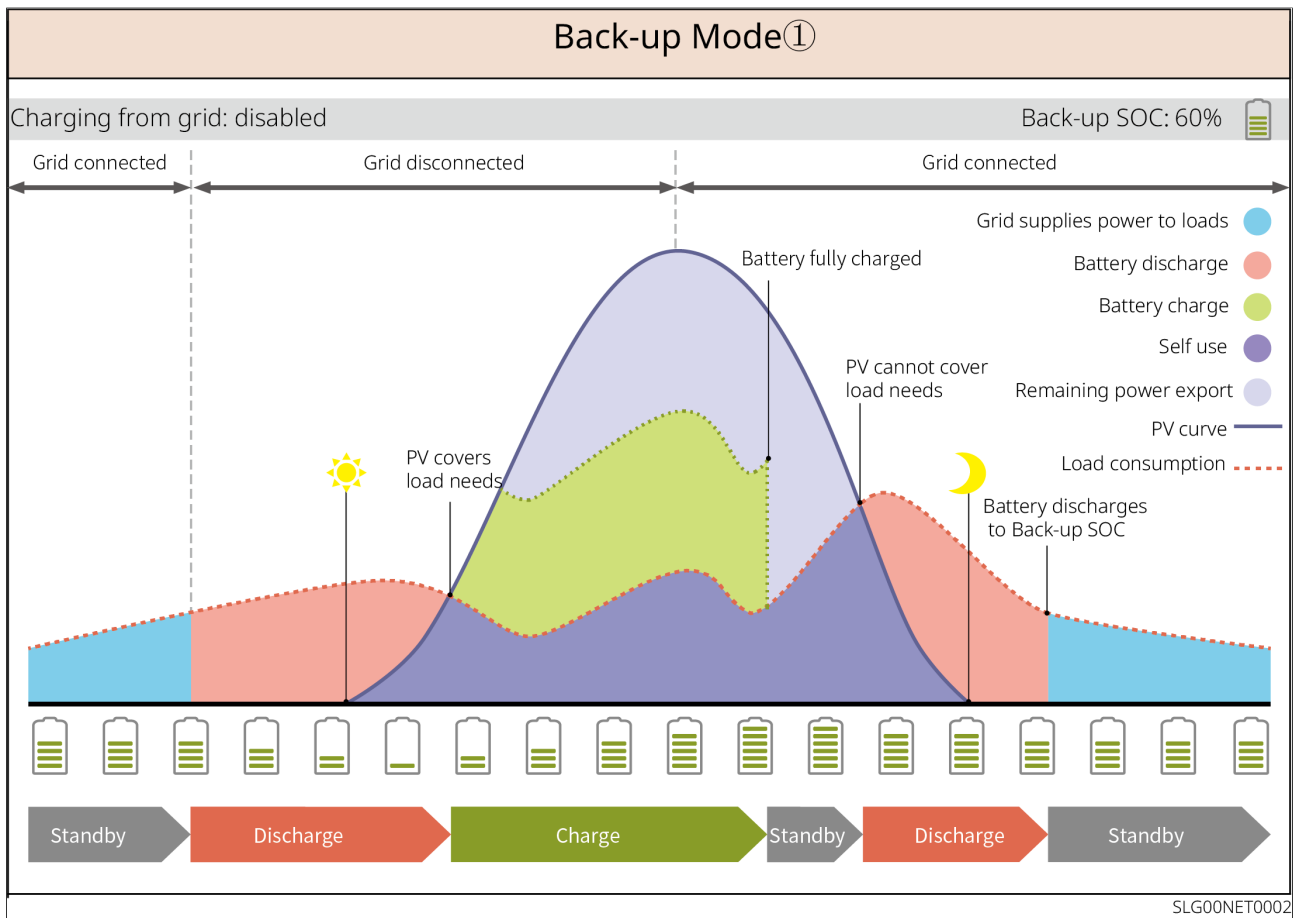 Back-up Mode①
Charging from grid: disabled
Back-up SOC: 60%
Grid connected
Grid disconnected
Grid connected
Grid supplies power to loads
Battery fully charged
Battery discharge
Battery charge
Self use
PV cannot cover
load needs
Remaining power export
PV curve
PV covers
load needs
Load consumption
Battery discharges
to Back-up SOC
Standby
Discharge
Charge
Standby
Discharge
Standby
SLG00NET0002